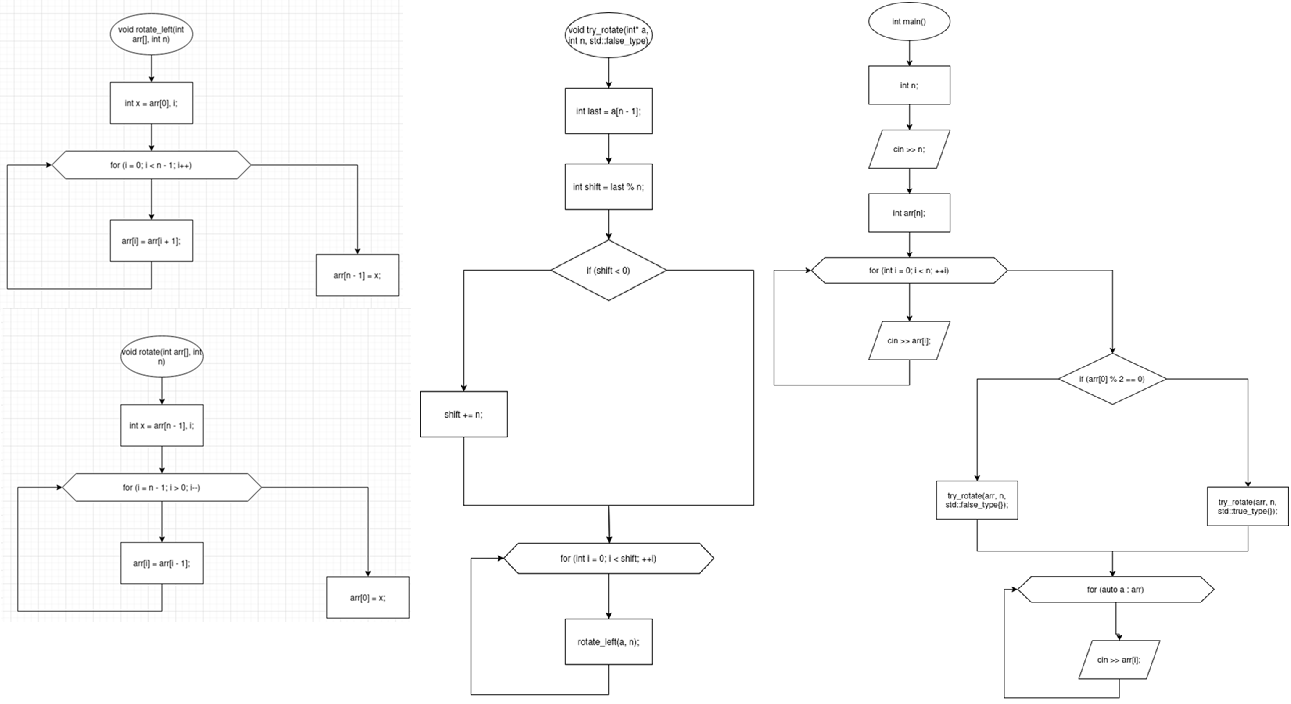 void rotate_left(int
arr[], int n)
int x = arr[0], i;
for (i = 0; i < n - 1; i++)
arr[i] = arr[i + 1];
arr[n - 1] = x;
void rotate(int arr[], int
n)
int x = arr[n - 1], i;
for (i = n - 1; i > 0; i--)
arr[i] = arr[i - 1];
arr[0] = x;
void try_rotate(int* a,
int n, std::false_type)
int last = a[n - 1];
int shift = last % n;
if (shift < 0)
shift += n;
for (int i = 0; i < shift; ++i)
rotate_left(a, n);
int main()
int n;
cin >> n;
int arr[n];
for (int i = 0; i < n; ++i)
cin >> arr[i];
if (arr[0] % 2 == 0)
try_rotate(arr, n,
std::false_type{});
try_rotate(arr, n,
std::true_type{});
for (auto a : arr)
cin >> arr[i];